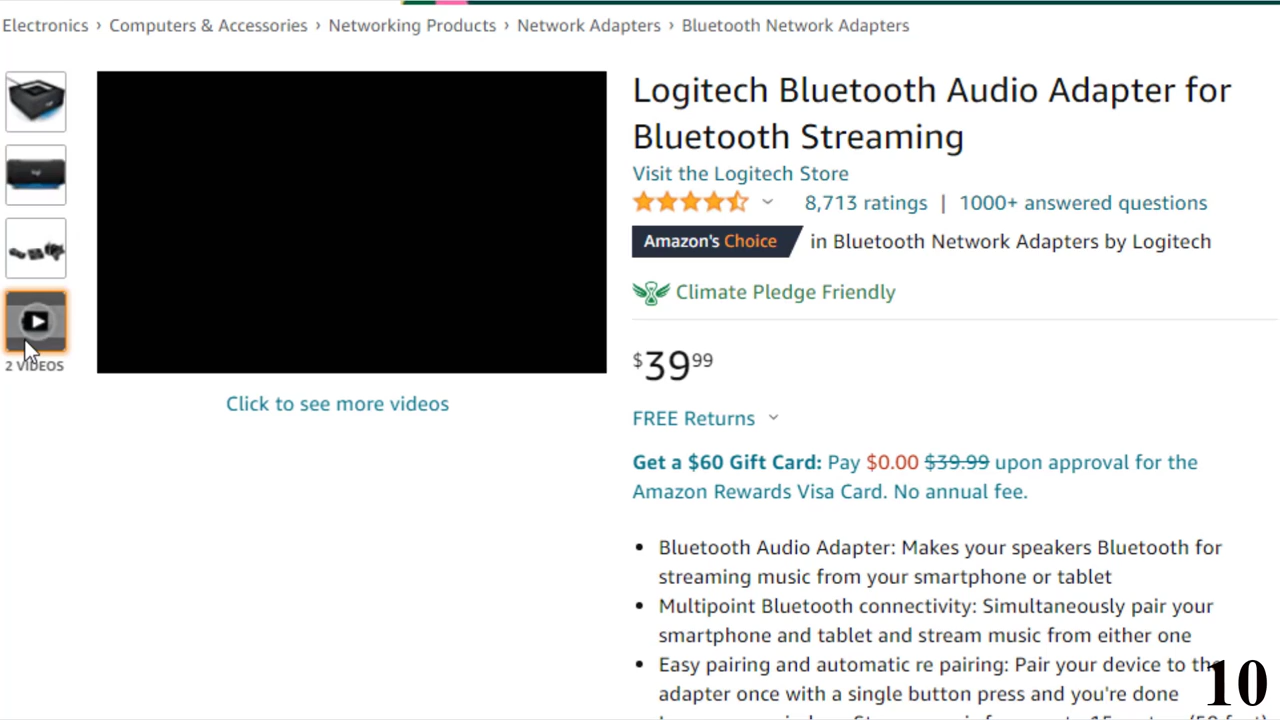 Electronics › Computers & Accessories › Networking Products › Network Adapters › Bluetooth Network Adapters
Logitech Bluetooth Audio Adapter for
Bluetooth Streaming
Visit the Logitech Store
8,713 ratings | 1000+ answered questions
Amazon's Choice in Bluetooth Network Adapters by Logitech
Climate Pledge Friendly
2 VIDEOS
$39.99
Click to see more videos
FREE Returns
Get a $60 Gift Card: Pay $0.00 $39.99 upon approval for the
Amazon Rewards Visa Card. No annual fee.
• Bluetooth Audio Adapter: Makes your speakers Bluetooth for
streaming music from your smartphone or tablet
• Multipoint Bluetooth connectivity: Simultaneously pair your
smartphone and tablet and stream music from either one
• Easy pairing and automatic re pairing: Pair your device to the
adapter once with a single button press and you're done
10